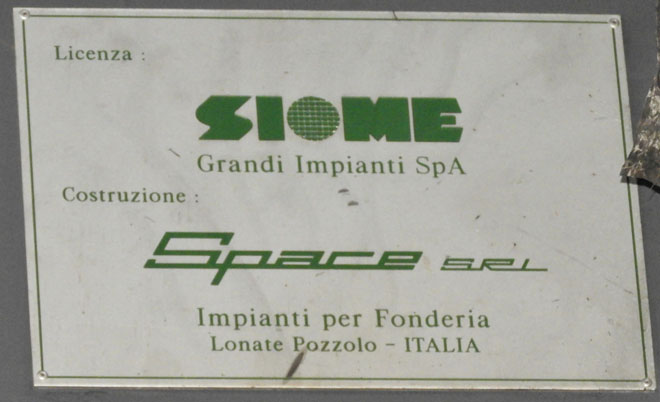 Licenza :
SIOME
Grandi Impianti SpA
Costruzione :
Space SRL
Impianti per Fonderia
Lonate Pozzolo - ITALIA